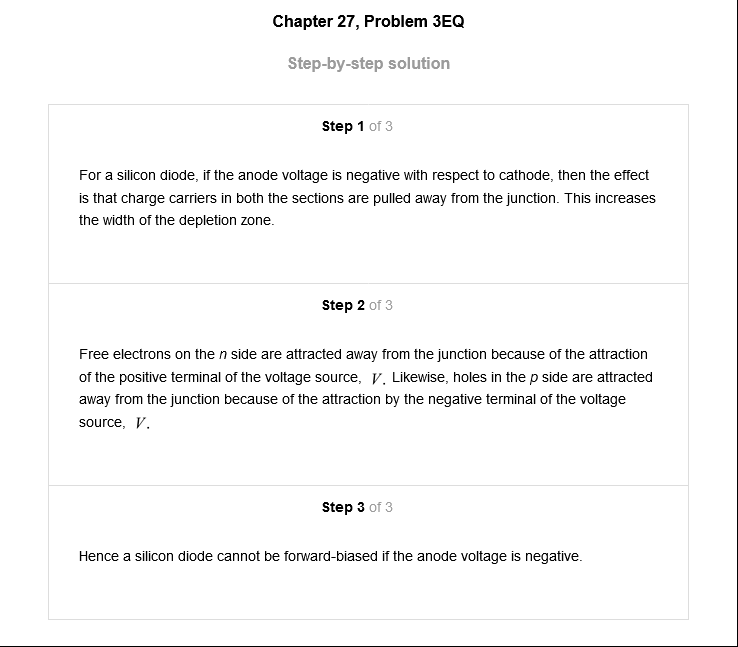 Chapter 27, Problem 3EQ
Step-by-step solution
Step 1 of 3
For a silicon diode, if the anode voltage is negative with respect to cathode, then the effect
is that charge carriers in both the sections are pulled away from the junction. This increases
the width of the depletion zone.
Step 2 of 3
Free electrons on the n side are attracted away from the junction because of the attraction
of the positive terminal of the voltage source, V. Likewise, holes in the p side are attracted
away from the junction because of the attraction by the negative terminal of the voltage
source, V.
Step 3 of 3
Hence a silicon diode cannot be forward-biased if the anode voltage is negative.